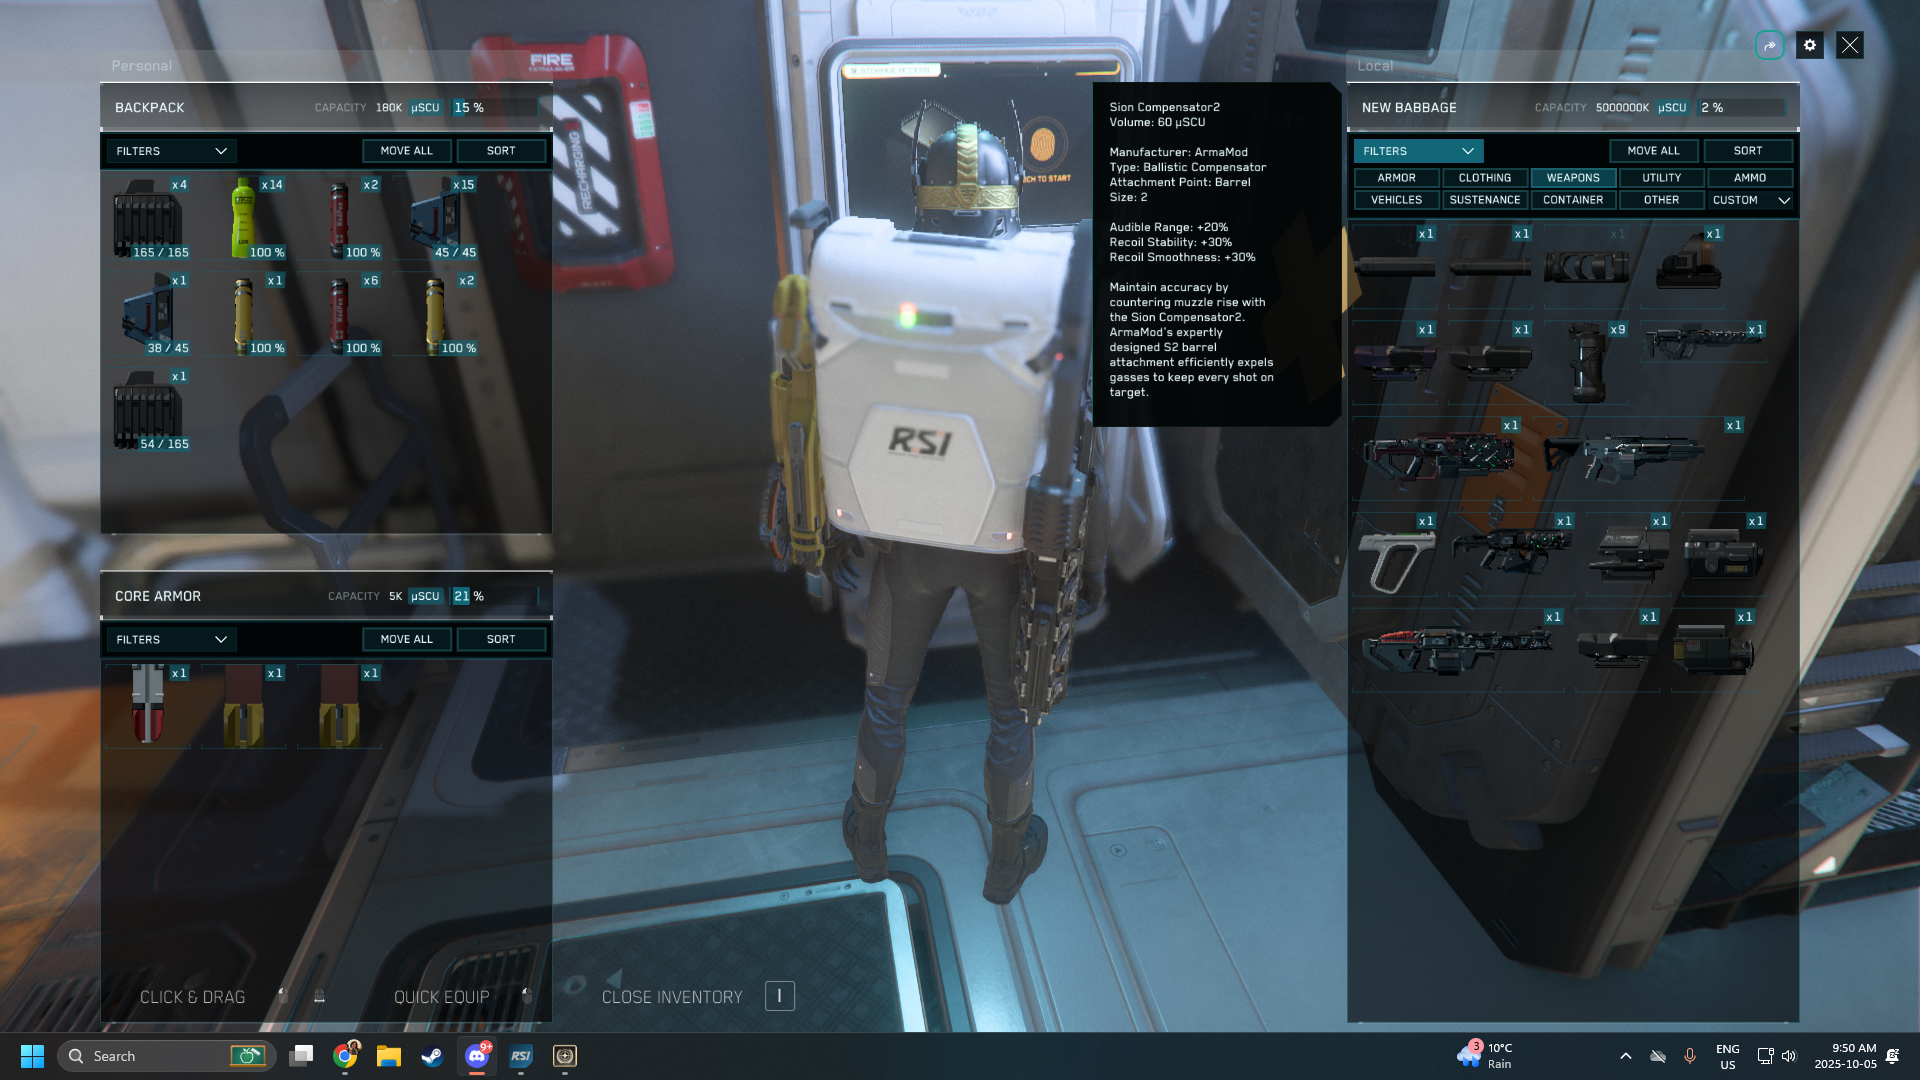 Personal
BACKPACK
CAPACITY 180K µSCU 15 %
FILTERS
MOVE ALL
SORT
x4
165 / 165
x14
100 %
x2
100 %
x15
45 / 45
x1
38 / 45
x1
100 %
x6
100 %
x2
100 %
x1
54 / 165
CORE ARMOR
CAPACITY 5K µSCU 21 %
FILTERS
MOVE ALL
SORT
x1
x1
x1
CLICK & DRAG
QUICK EQUIP
CLOSE INVENTORY
I
FIRE
RECHARGING
RSI
Sion Compensator2
Volume: 60 µSCU
Manufacturer: ArmaMod
Type: Ballistic Compensator
Attachment Point: Barrel
Size: 2
Audible Range: +20%
Recoil Stability: +30%
Recoil Smoothness: +30%
Maintain accuracy by
countering muzzle rise with
the Sion Compensator2.
ArmaMod's expertly
designed S2 barrel
attachment efficiently expels
gasses to keep every shot on
target.
Local
NEW BABBAGE
CAPACITY 5000000K µSCU 2 %
FILTERS
MOVE ALL
SORT
ARMOR
CLOTHING
WEAPONS
UTILITY
AMMO
VEHICLES
SUSTENANCE
CONTAINER
OTHER
CUSTOM
x1
x1
x1
x1
x1
x1
x9
x1
x1
x1
x1
x1
x1
x1
x1
x1
x1
Search
9+
RSI
3
10°C
Rain
ENG
US
9:50 AM
2025-10-05